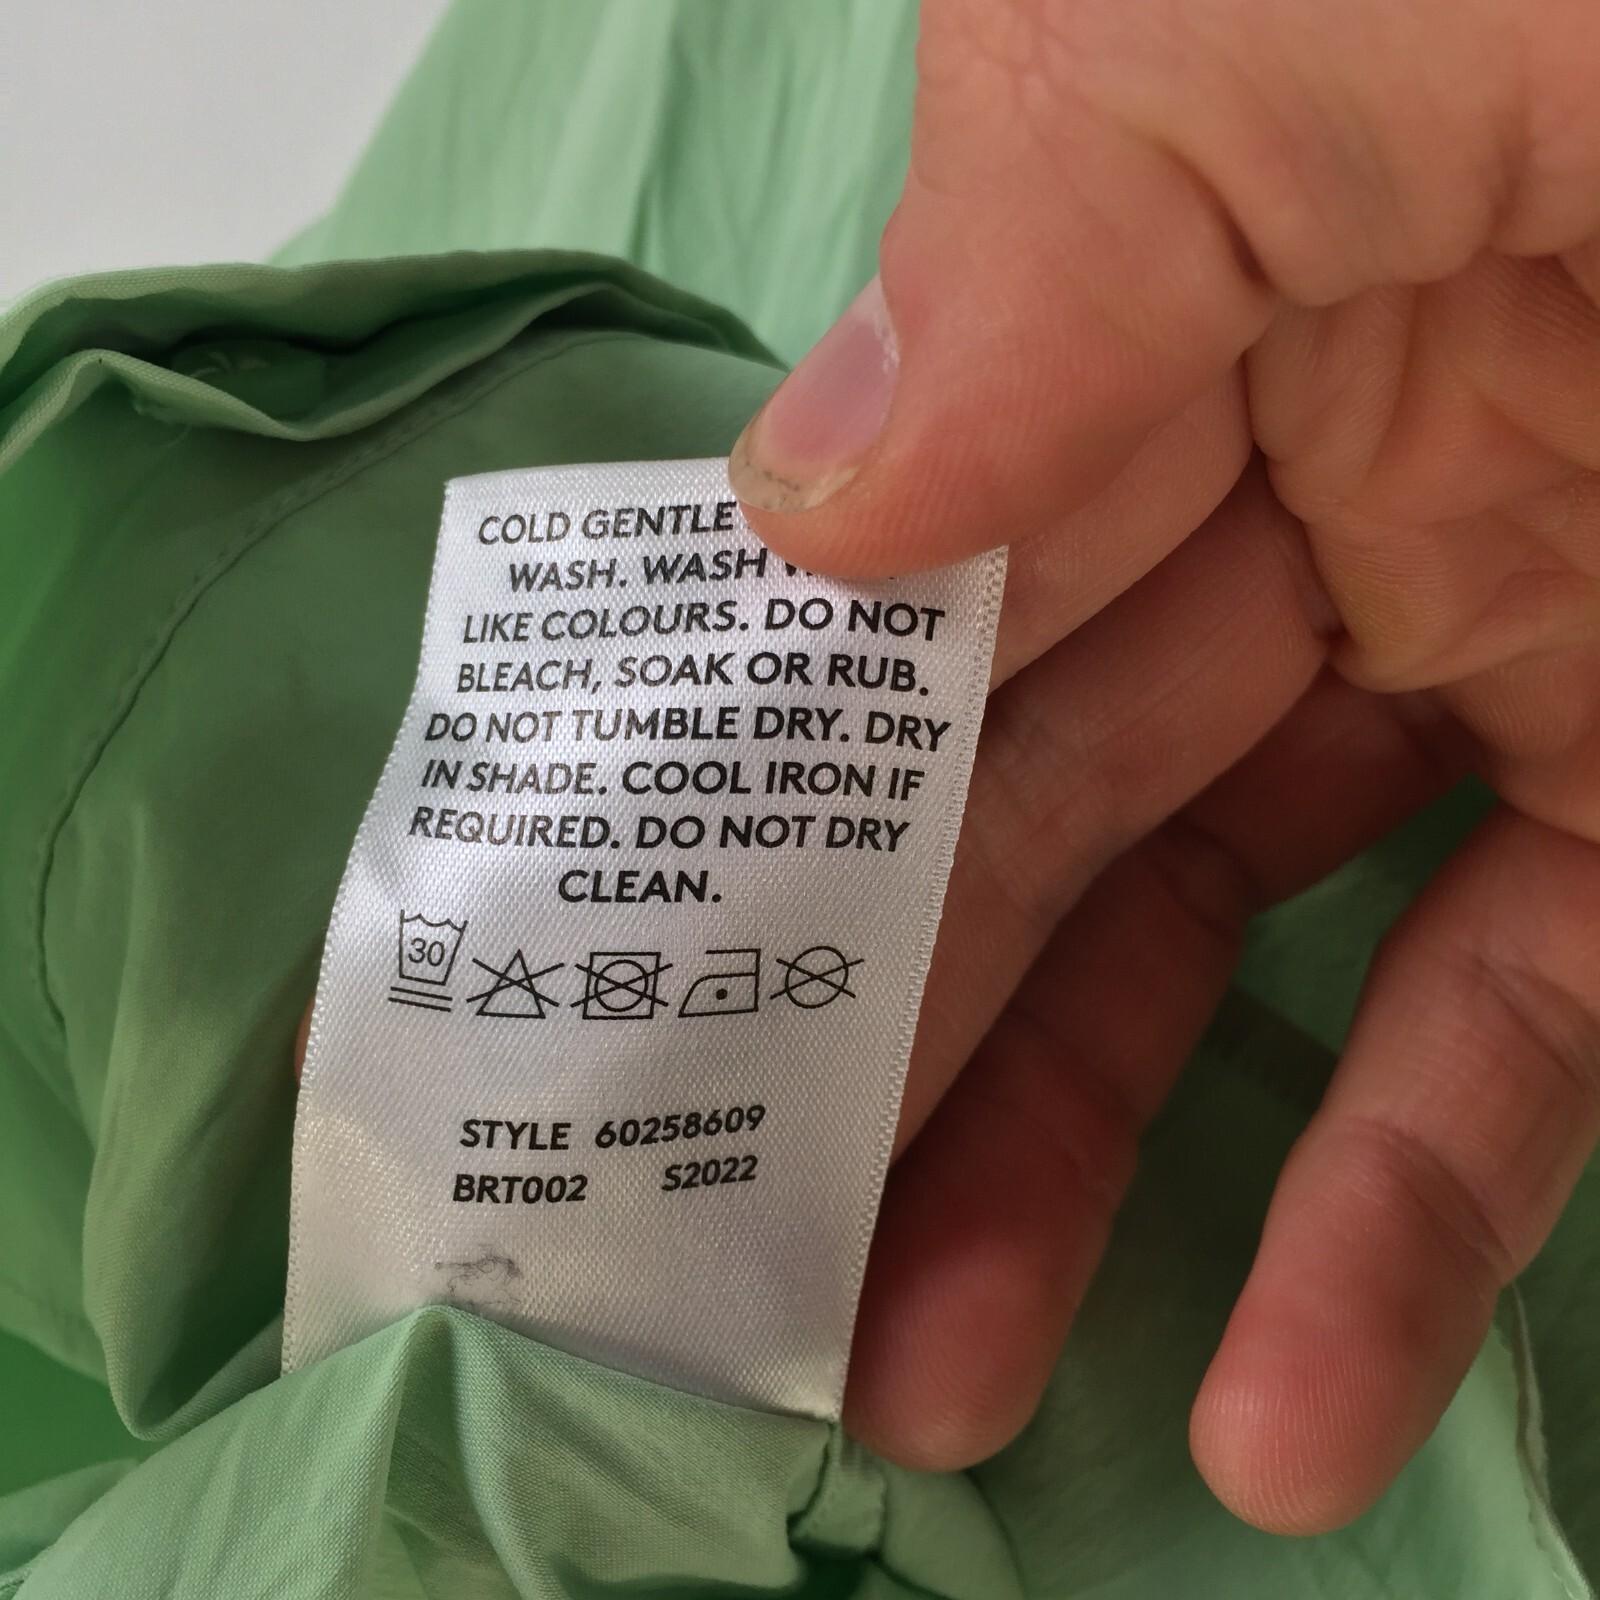 COLD GENTLE
WASH. WASH
LIKE COLOURS. DO NOT
BLEACH, SOAK OR RUB.
DO NOT TUMBLE DRY. DRY
IN SHADE. COOL IRON IF
REQUIRED. DO NOT DRY
CLEAN.
30
STYLE 60258609
BRT002 S2022